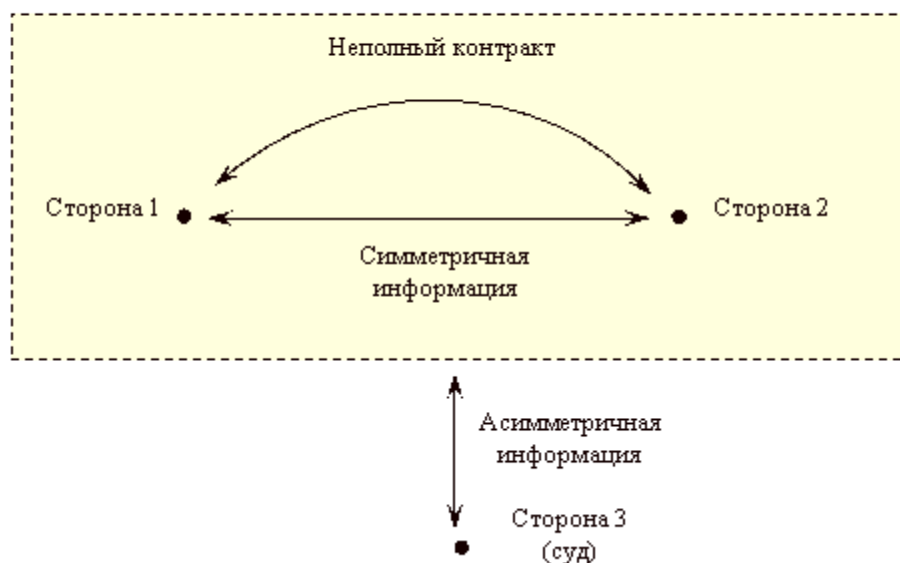 Неполный контракт
Сторона 1
Сторона 2
Симметричная
информация
Асимметричная
информация
Сторона 3
(суд)